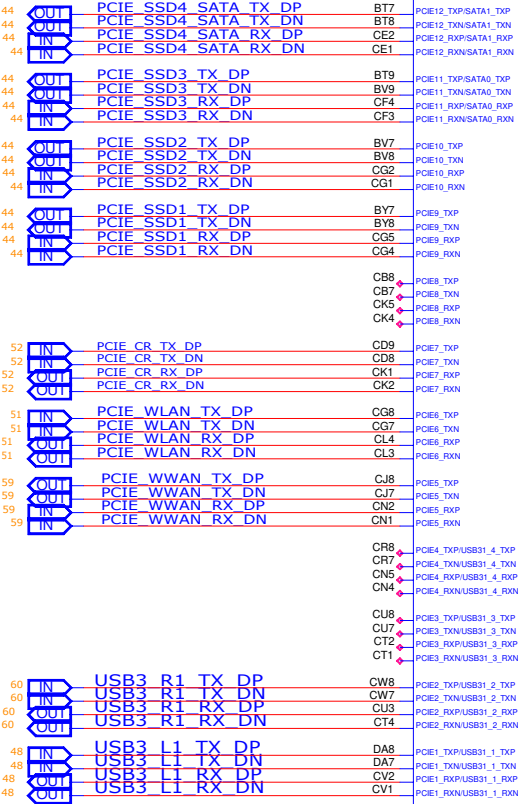 44 OUT PCIE_SSD4_SATA_TX_DP BT7 PCIE12_TXP/SATA1_TXP
44 OUT PCIE_SSD4_SATA_TX_DN BT8 PCIE12_TXN/SATA1_TXN
44 IN PCIE_SSD4_SATA_RX_DP CE2 PCIE12_RXP/SATA1_RXP
44 IN PCIE_SSD4_SATA_RX_DN CE1 PCIE12_RXN/SATA1_RXN
44 OUT PCIE_SSD3_TX_DP BT9 PCIE11_TXP/SATA0_TXP
44 OUT PCIE_SSD3_TX_DN BV9 PCIE11_TXN/SATA0_TXN
44 IN PCIE_SSD3_RX_DP CF4 PCIE11_RXP/SATA0_RXP
44 IN PCIE_SSD3_RX_DN CF3 PCIE11_RXN/SATA0_RXN
44 OUT PCIE_SSD2_TX_DP BV7 PCIE10_TXP
44 OUT PCIE_SSD2_TX_DN BV8 PCIE10_TXN
44 IN PCIE_SSD2_RX_DP CG2 PCIE10_RXP
44 IN PCIE_SSD2_RX_DN CG1 PCIE10_RXN
44 OUT PCIE_SSD1_TX_DP BY7 PCIE9_TXP
44 OUT PCIE_SSD1_TX_DN BY8 PCIE9_TXN
44 IN PCIE_SSD1_RX_DP CG5 PCIE9_RXP
44 IN PCIE_SSD1_RX_DN CG4 PCIE9_RXN
CB8 PCIE8_TXP
CB7 PCIE8_TXN
CK5 PCIE8_RXP
CK4 PCIE8_RXN
52 IN PCIE_CR_TX_DP CD9 PCIE7_TXP
52 IN PCIE_CR_TX_DN CD8 PCIE7_TXN
52 OUT PCIE_CR_RX_DP CK1 PCIE7_RXP
52 OUT PCIE_CR_RX_DN CK2 PCIE7_RXN
51 IN PCIE_WLAN_TX_DP CG8 PCIE6_TXP
51 IN PCIE_WLAN_TX_DN CG7 PCIE6_TXN
51 OUT PCIE_WLAN_RX_DP CL4 PCIE6_RXP
51 OUT PCIE_WLAN_RX_DN CL3 PCIE6_RXN
59 OUT PCIE_WWAN_TX_DP CJ8 PCIE5_TXP
59 OUT PCIE_WWAN_TX_DN CJ7 PCIE5_TXN
59 IN PCIE_WWAN_RX_DP CN2 PCIE5_RXP
59 IN PCIE_WWAN_RX_DN CN1 PCIE5_RXN
CR8 PCIE4_TXP/USB31_4_TXP
CR7 PCIE4_TXN/USB31_4_TXN
CN5 PCIE4_RXP/USB31_4_RXP
CN4 PCIE4_RXN/USB31_4_RXN
CU8 PCIE3_TXP/USB31_3_TXP
CU7 PCIE3_TXN/USB31_3_TXN
CT2 PCIE3_RXP/USB31_3_RXP
CT1 PCIE3_RXN/USB31_3_RXN
60 IN USB3_R1_TX_DP CW8 PCIE2_TXP/USB31_2_TXP
60 IN USB3_R1_TX_DN CW7 PCIE2_TXN/USB31_2_TXN
60 OUT USB3_R1_RX_DP CU3 PCIE2_RXP/USB31_2_RXP
60 OUT USB3_R1_RX_DN CT4 PCIE2_RXN/USB31_2_RXN
48 IN USB3_L1_TX_DP DA8 PCIE1_TXP/USB31_1_TXP
48 IN USB3_L1_TX_DN DA7 PCIE1_TXN/USB31_1_TXN
48 OUT USB3_L1_RX_DP CV2 PCIE1_RXP/USB31_1_RXP
48 OUT USB3_L1_RX_DN CV1 PCIE1_RXN/USB31_1_RXN